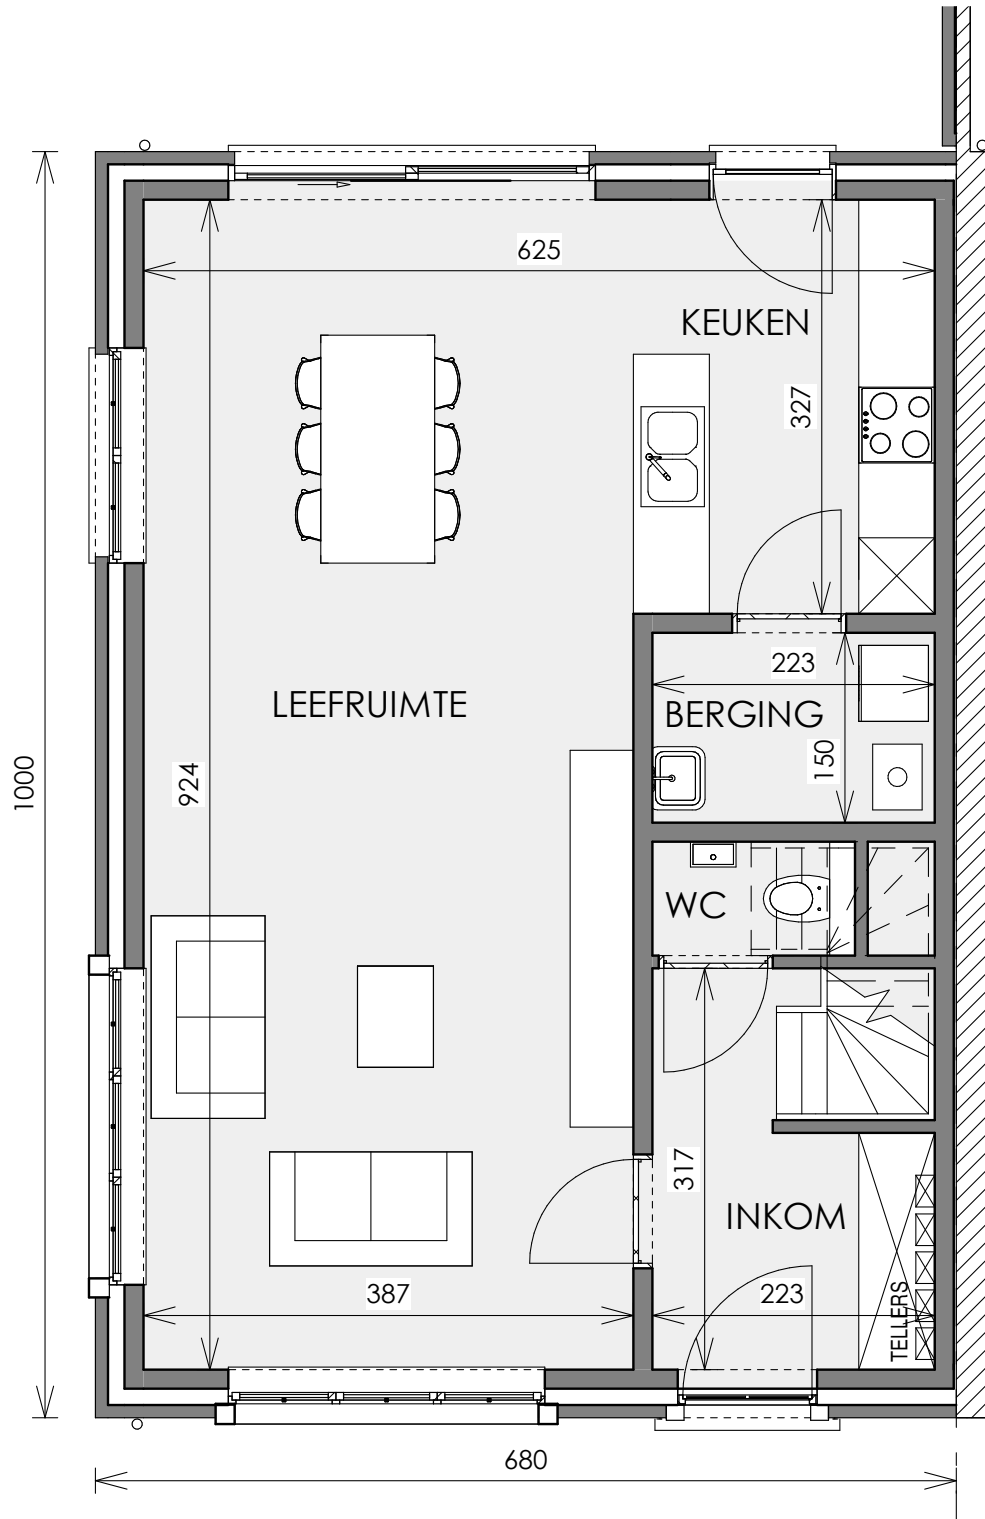 625
KEUKEN
327
LEEFRUIMTE
223
BERGING
150
924
1000
WC
317
INKOM
387
223
TELLERS
680